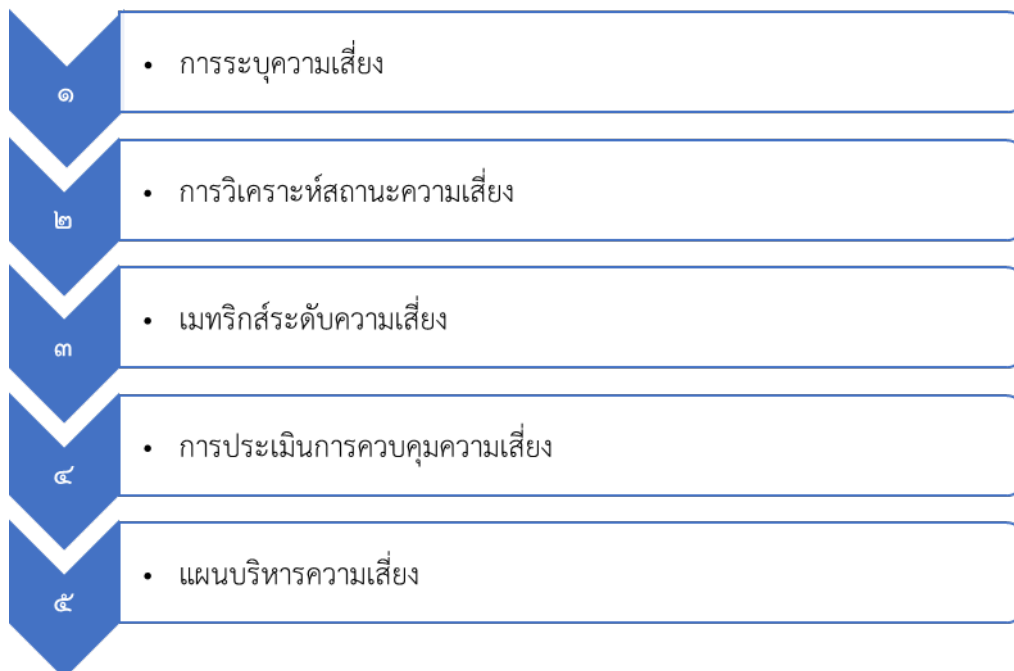 ๑
• การระบุความเสี่ยง
๒
• การวิเคราะห์สถานะความเสี่ยง
๓
• เมทริกส์ระดับความเสี่ยง
๔
• การประเมินการควบคุมความเสี่ยง
๕
• แผนบริหารความเสี่ยง